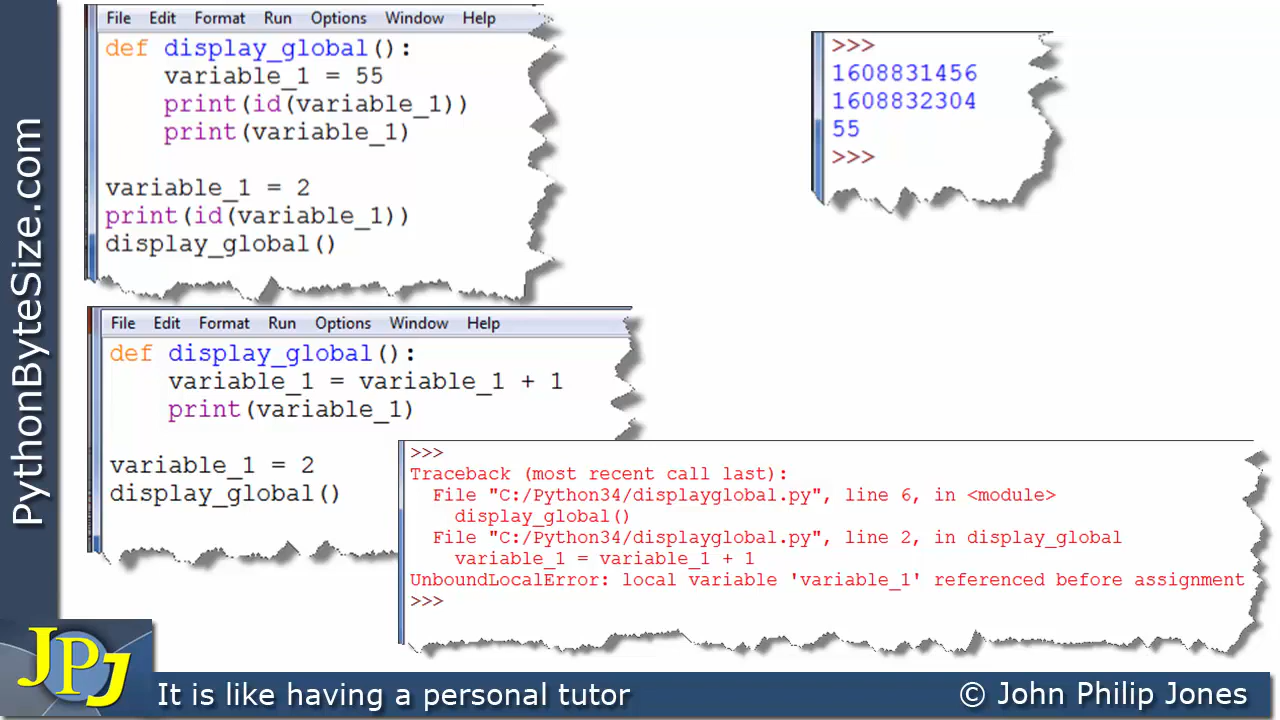 File Edit Format Run Options Window Help
def display_global():
variable_1 = 55
print(id(variable_1))
print(variable_1)
variable_1 = 2
print(id(variable_1))
display_global()
>>>
1608831456
1608832304
55
>>>
File Edit Format Run Options Window Help
def display_global():
variable_1 = variable_1 + 1
print(variable_1)
variable_1 = 2
display_global()
>>>
Traceback (most recent call last):
File "C:/Python34/displayglobal.py", line 6, in <module>
display_global()
File "C:/Python34/displayglobal.py", line 2, in display_global
variable_1 = variable_1 + 1
UnboundLocalError: local variable 'variable_1' referenced before assignment
>>>
PythonByteSize.com
JPJ
It is like having a personal tutor
© John Philip Jones